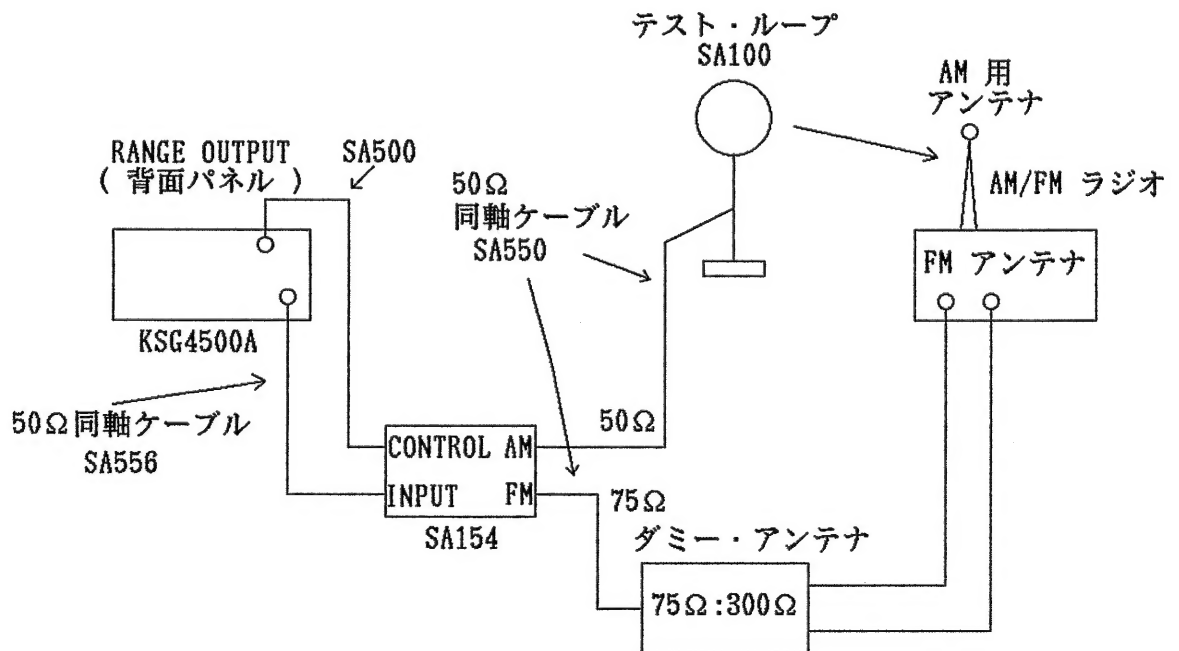 テスト・ループ
SA100
AM 用
アンテナ
RANGE OUTPUT
( 背面パネル )
SA500
50Ω
同軸ケーブル
SA550
AM/FM ラジオ
FM アンテナ
KSG4500A
50Ω同軸ケーブル
SA556
50Ω
CONTROL AM
INPUT FM
SA154
75Ω
ダミー・アンテナ
75Ω:300Ω